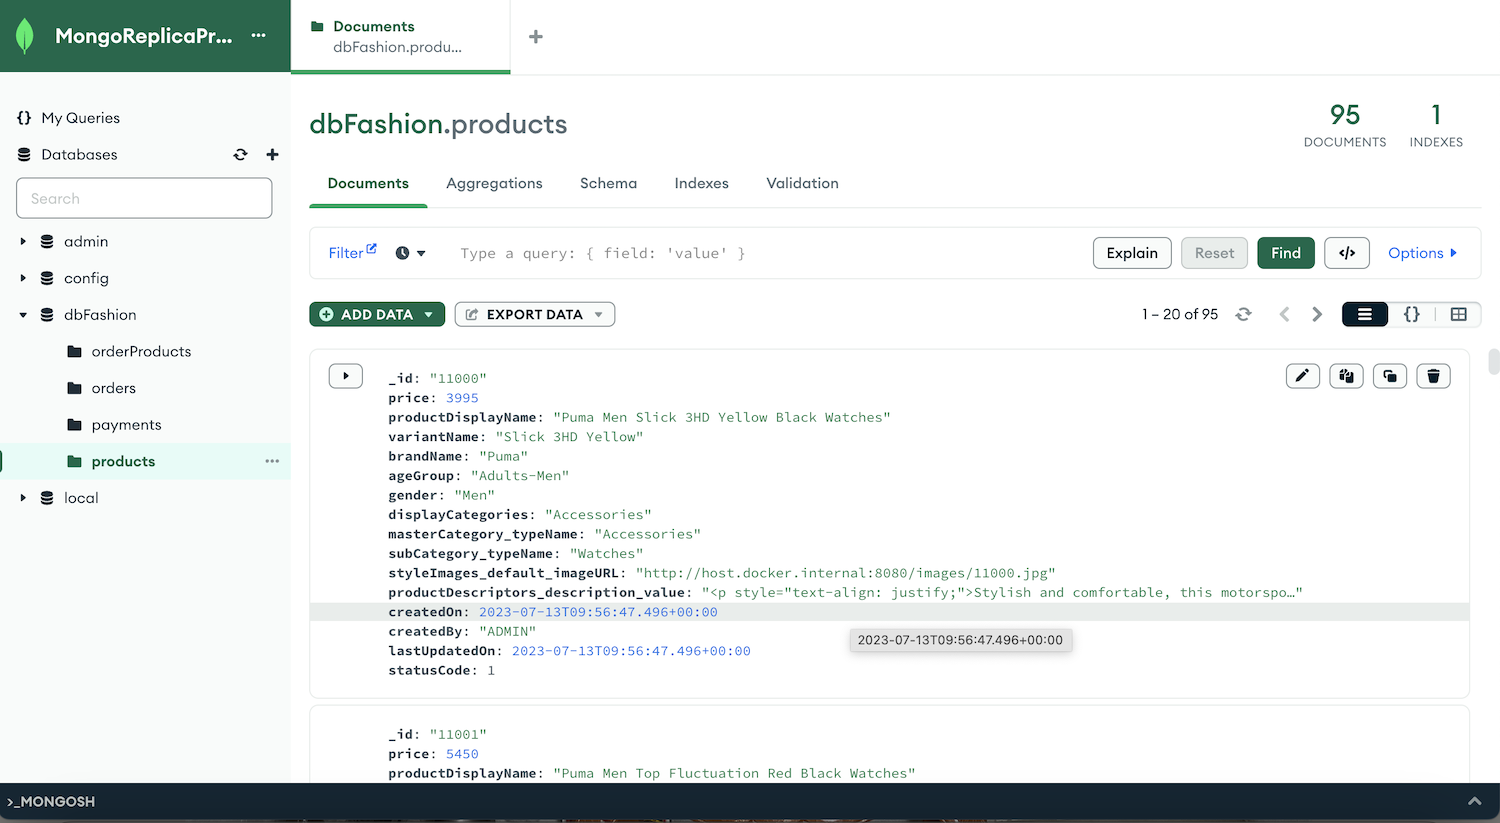 MongoReplicaPr... ...
Documents
dbFashion.produ...
{} My Queries
Databases
Search
admin
config
dbFashion
orderProducts
orders
payments
products ...
local
dbFashion.products
95
DOCUMENTS
1
INDEXES
Documents Aggregations Schema Indexes Validation
Filter Type a query: { field: 'value' } Explain Reset Find </> Options
ADD DATA EXPORT DATA 1 – 20 of 95 {}
_id: "11000"
price: 3995
productDisplayName: "Puma Men Slick 3HD Yellow Black Watches"
variantName: "Slick 3HD Yellow"
brandName: "Puma"
ageGroup: "Adults-Men"
gender: "Men"
displayCategories: "Accessories"
masterCategory_typeName: "Accessories"
subCategory_typeName: "Watches"
styleImages_default_imageURL: "http://host.docker.internal:8080/images/11000.jpg"
productDescriptors_description_value: "<p style="text-align: justify;">Stylish and comfortable, this motorspo…"
createdOn: 2023-07-13T09:56:47.496+00:00
createdBy: "ADMIN"
2023-07-13T09:56:47.496+00:00
lastUpdatedOn: 2023-07-13T09:56:47.496+00:00
statusCode: 1
_id: "11001"
price: 5450
productDisplayName: "Puma Men Top Fluctuation Red Black Watches"
>_MONGOSH